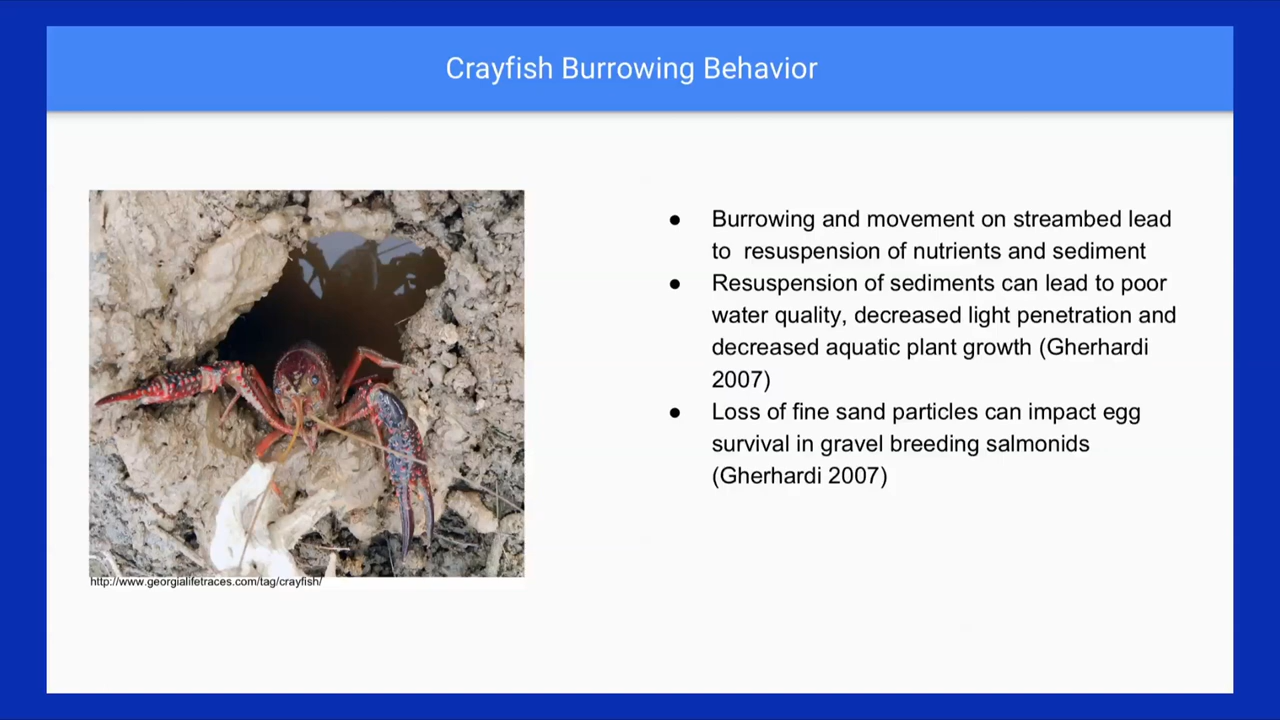 Crayfish Burrowing Behavior
● Burrowing and movement on streambed lead
to  resuspension of nutrients and sediment
● Resuspension of sediments can lead to poor
water quality, decreased light penetration and
decreased aquatic plant growth (Gherhardi
2007)
● Loss of fine sand particles can impact egg
survival in gravel breeding salmonids
(Gherhardi 2007)
http://www.georgialifetraces.com/tag/crayfish/